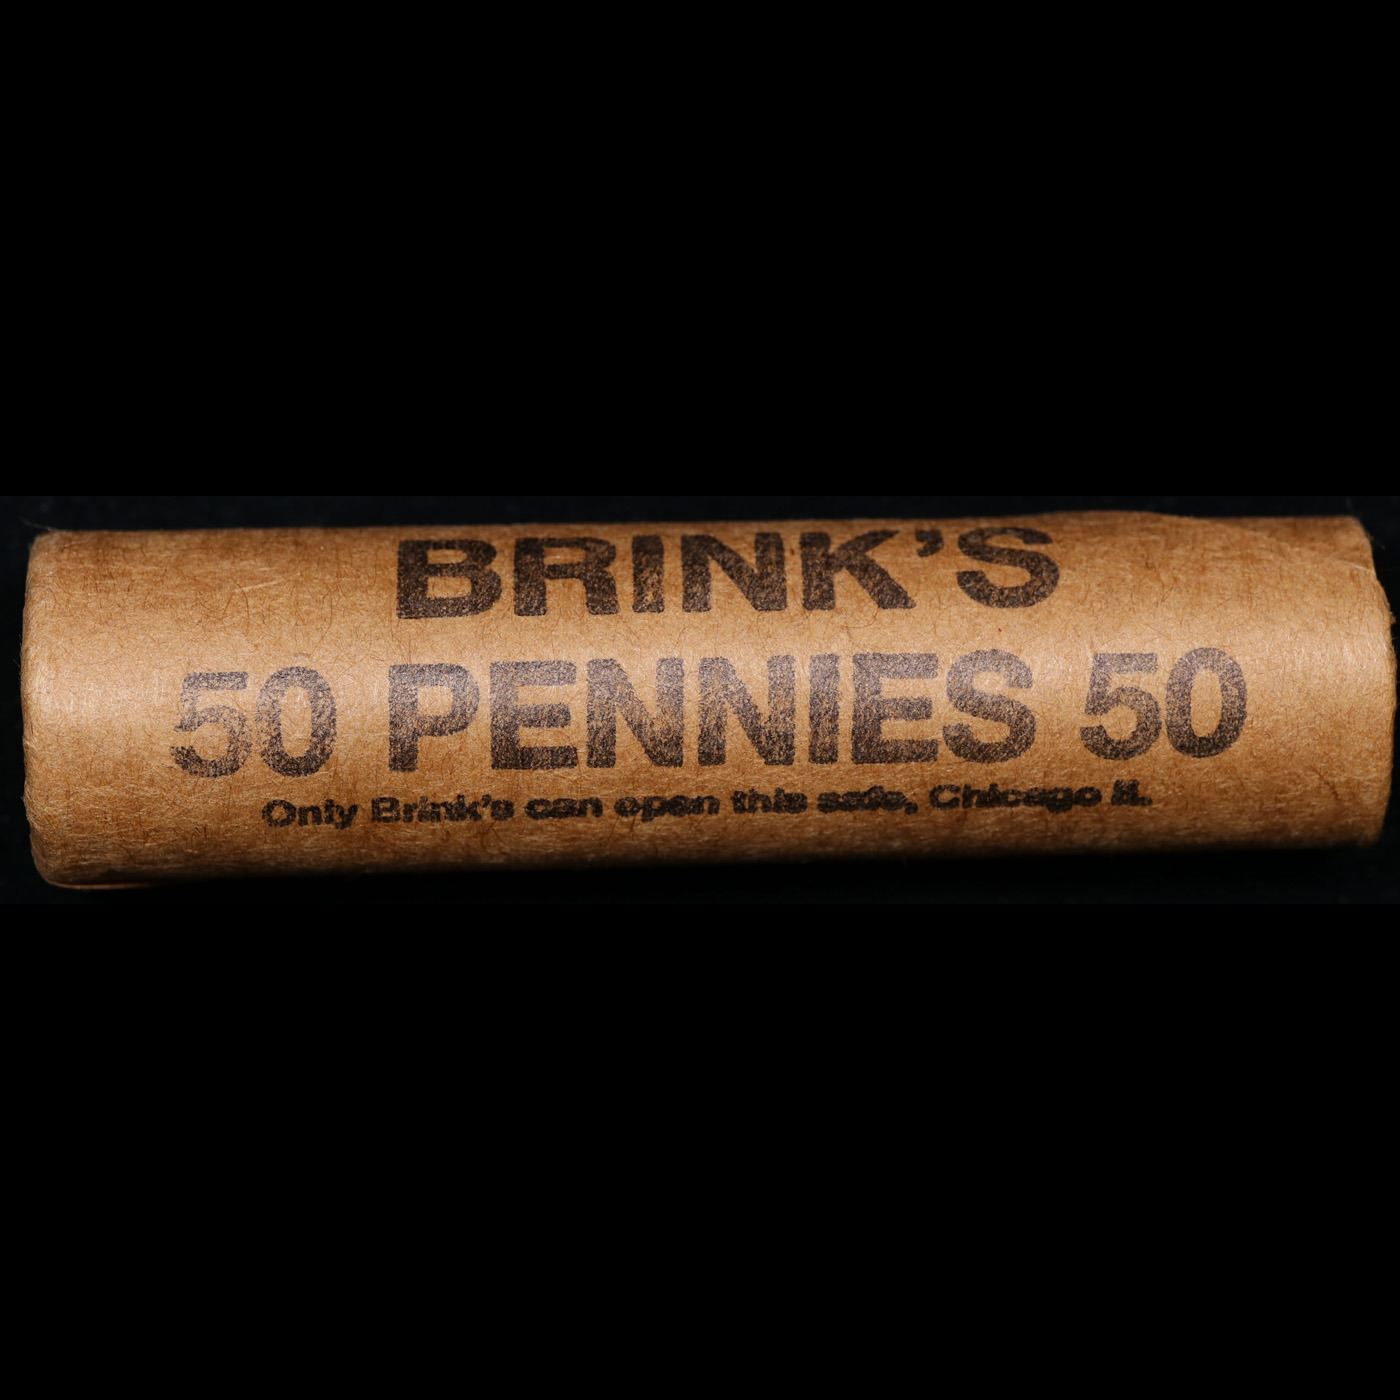 BRINK'S
50 PENNIES 50
Only Brink's can open this safe, Chicago Il.